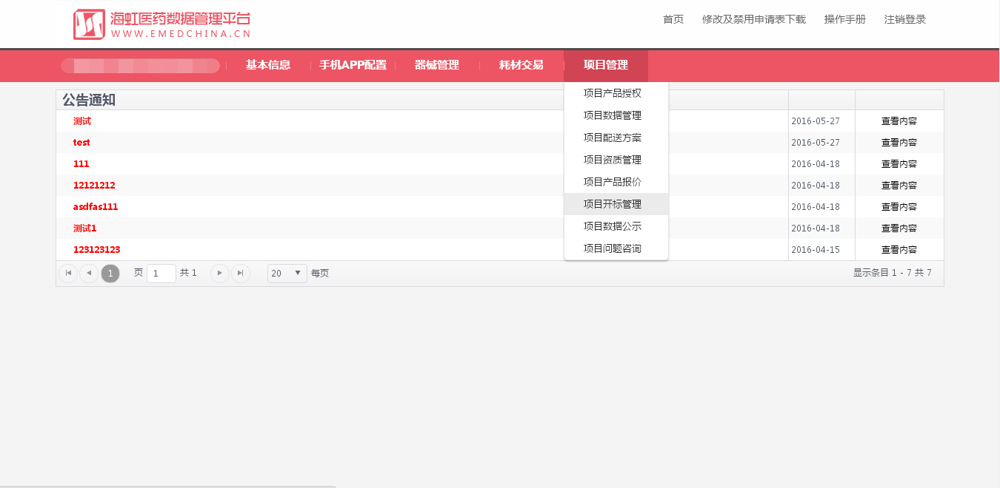 海虹医药数据管理平台
WWW.EMEDCHINA.CN
首页 修改及禁用申请表下载 操作手册 注销登录
基本信息 手机APP配置 器械管理 耗材交易 项目管理
项目产品授权
项目数据管理
项目配送方案
项目资质管理
项目产品报价
项目开标管理
项目数据公示
项目问题咨询
公告通知
测试 2016-05-27 查看内容
test 2016-05-27 查看内容
111 2016-04-18 查看内容
12121212 2016-04-18 查看内容
asdfas111 2016-04-18 查看内容
测试1 2016-04-18 查看内容
123123123 2016-04-15 查看内容
1 页 1 共 1 20 每页 显示条目 1 - 7 共 7